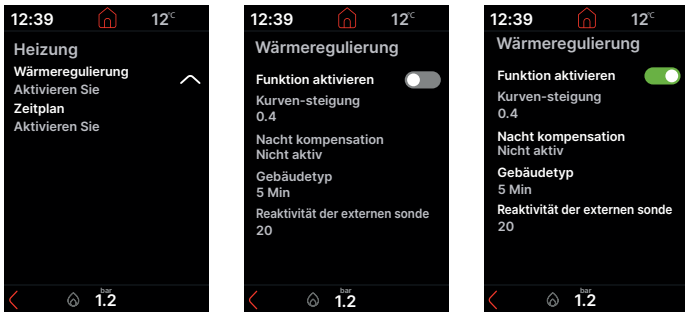 12:39 12°C
Heizung
Wärmeregulierung
Aktivieren Sie
Zeitplan
Aktivieren Sie
bar
1.2
12:39 12°C
Wärmeregulierung
Funktion aktivieren
Kurven-steigung
0.4
Nacht kompensation
Nicht aktiv
Gebäudetyp
5 Min
Reaktivität der externen sonde
20
bar
1.2
12:39 12°C
Wärmeregulierung
Funktion aktivieren
Kurven-steigung
0.4
Nacht kompensation
Nicht aktiv
Gebäudetyp
5 Min
Reaktivität der externen sonde
20
bar
1.2